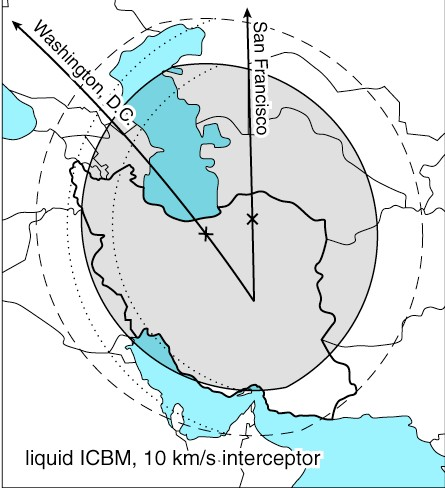 Washington, D.C.
San Francisco
liquid ICBM, 10 km/s interceptor